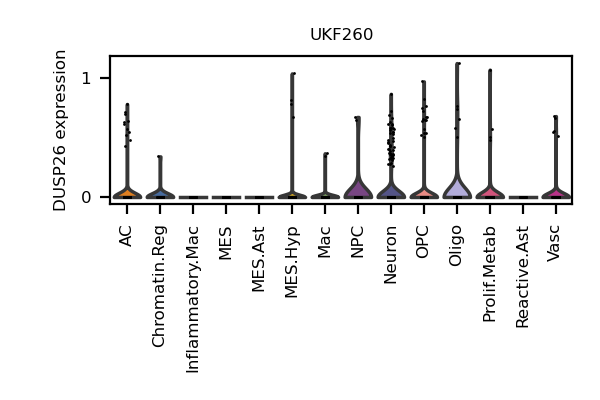 UKF260
DUSP26 expression
1
0
AC
Chromatin.Reg
Inflammatory.Mac
MES
MES.Ast
MES.Hyp
Mac
NPC
Neuron
OPC
Oligo
Prolif.Metab
Reactive.Ast
Vasc